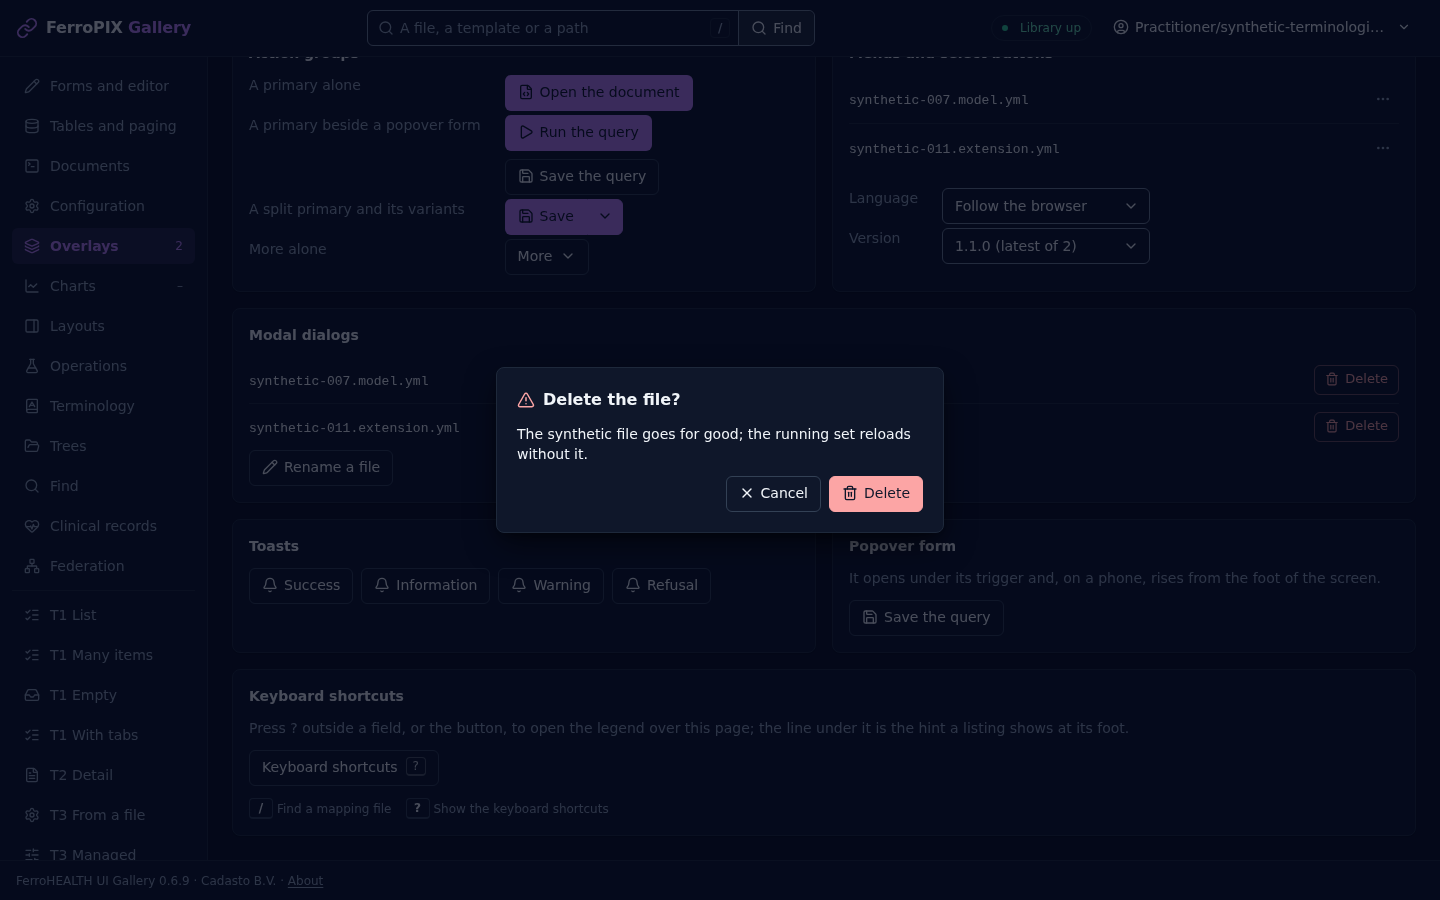 FerroPIX Gallery
A file, a template or a path
/
Find
Library up
Practitioner/synthetic-terminologi...
Forms and editor
Tables and paging
Documents
Configuration
Overlays 2
Charts -
Layouts
Operations
Terminology
Trees
Find
Clinical records
Federation
T1 List
T1 Many items
T1 Empty
T1 With tabs
T2 Detail
T3 From a file
T3 Managed
A primary alone
Open the document
A primary beside a popover form
Run the query
Save the query
A split primary and its variants
Save
More alone
More
synthetic-007.model.yml
synthetic-011.extension.yml
Language
Follow the browser
Version
1.1.0 (latest of 2)
Modal dialogs
synthetic-007.model.yml
Delete
synthetic-011.extension.yml
Delete
Rename a file
Delete the file?
The synthetic file goes for good; the running set reloads
without it.
Cancel
Delete
Toasts
Success
Information
Warning
Refusal
Popover form
It opens under its trigger and, on a phone, rises from the foot of the screen.
Save the query
Keyboard shortcuts
Press ? outside a field, or the button, to open the legend over this page; the line under it is the hint a listing shows at its foot.
Keyboard shortcuts ?
/ Find a mapping file ? Show the keyboard shortcuts
FerroHEALTH UI Gallery 0.6.9 · Cadasto B.V. · About